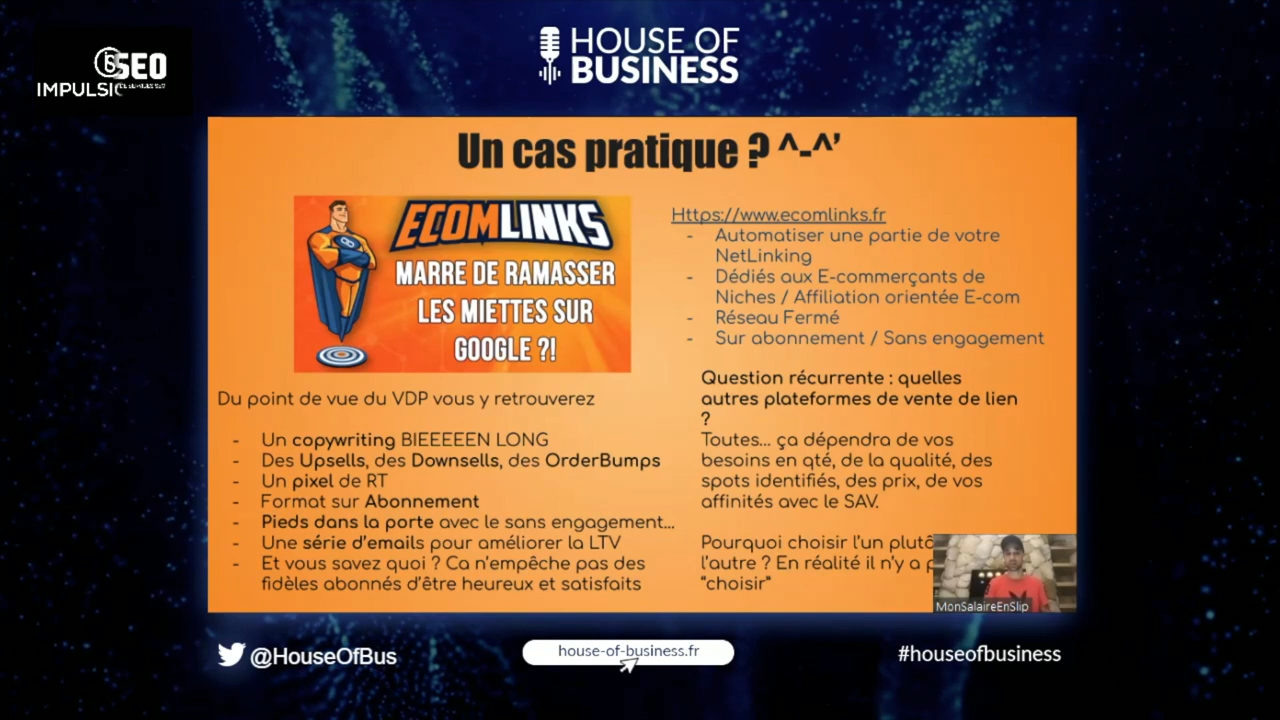 SEO
IMPULSI
HOUSE OF
BUSINESS
Un cas pratique ? ^-^’
ECOMLINKS
MARRE DE RAMASSER
LES MIETTES SUR
GOOGLE ?!
Du point de vue du VDP vous y retrouverez
- Un copywriting BIEEEEEN LONG
- Des Upsells, des Downsells, des OrderBumps
- Un pixel de RT
- Format sur Abonnement
- Pieds dans la porte avec le sans engagement...
- Une série d’emails pour améliorer la LTV
- Et vous savez quoi ? Ca n’empêche pas des
fidèles abonnés d’être heureux et satisfaits
Https://www.ecomlinks.fr
- Automatiser une partie de votre
NetLinking
- Dédiés aux E-commerçants de
Niches / Affiliation orientée E-com
- Réseau Fermé
- Sur abonnement / Sans engagement
Question récurrente : quelles
autres plateformes de vente de lien
?
Toutes... ça dépendra de vos
besoins en qté, de la qualité, des
spots identifiés, des prix, de vos
affinités avec le SAV.
Pourquoi choisir l’un plutô
l’autre ? En réalité il n’y a p
“choisir”
MonSalaireEnSlip
@HouseOfBus
house-of-business.fr
#houseofbusiness